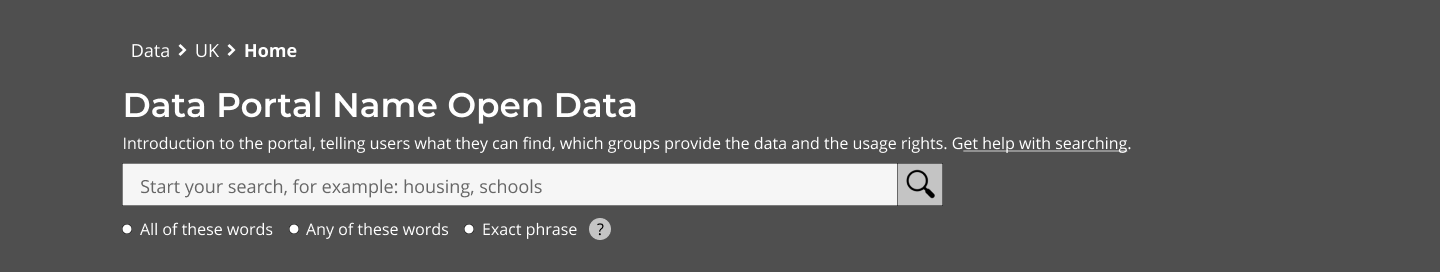 Data > UK > Home
Data Portal Name Open Data
Introduction to the portal, telling users what they can find, which groups provide the data and the usage rights. Get help with searching.
Start your search, for example: housing, schools
All of these words Any of these words Exact phrase ?